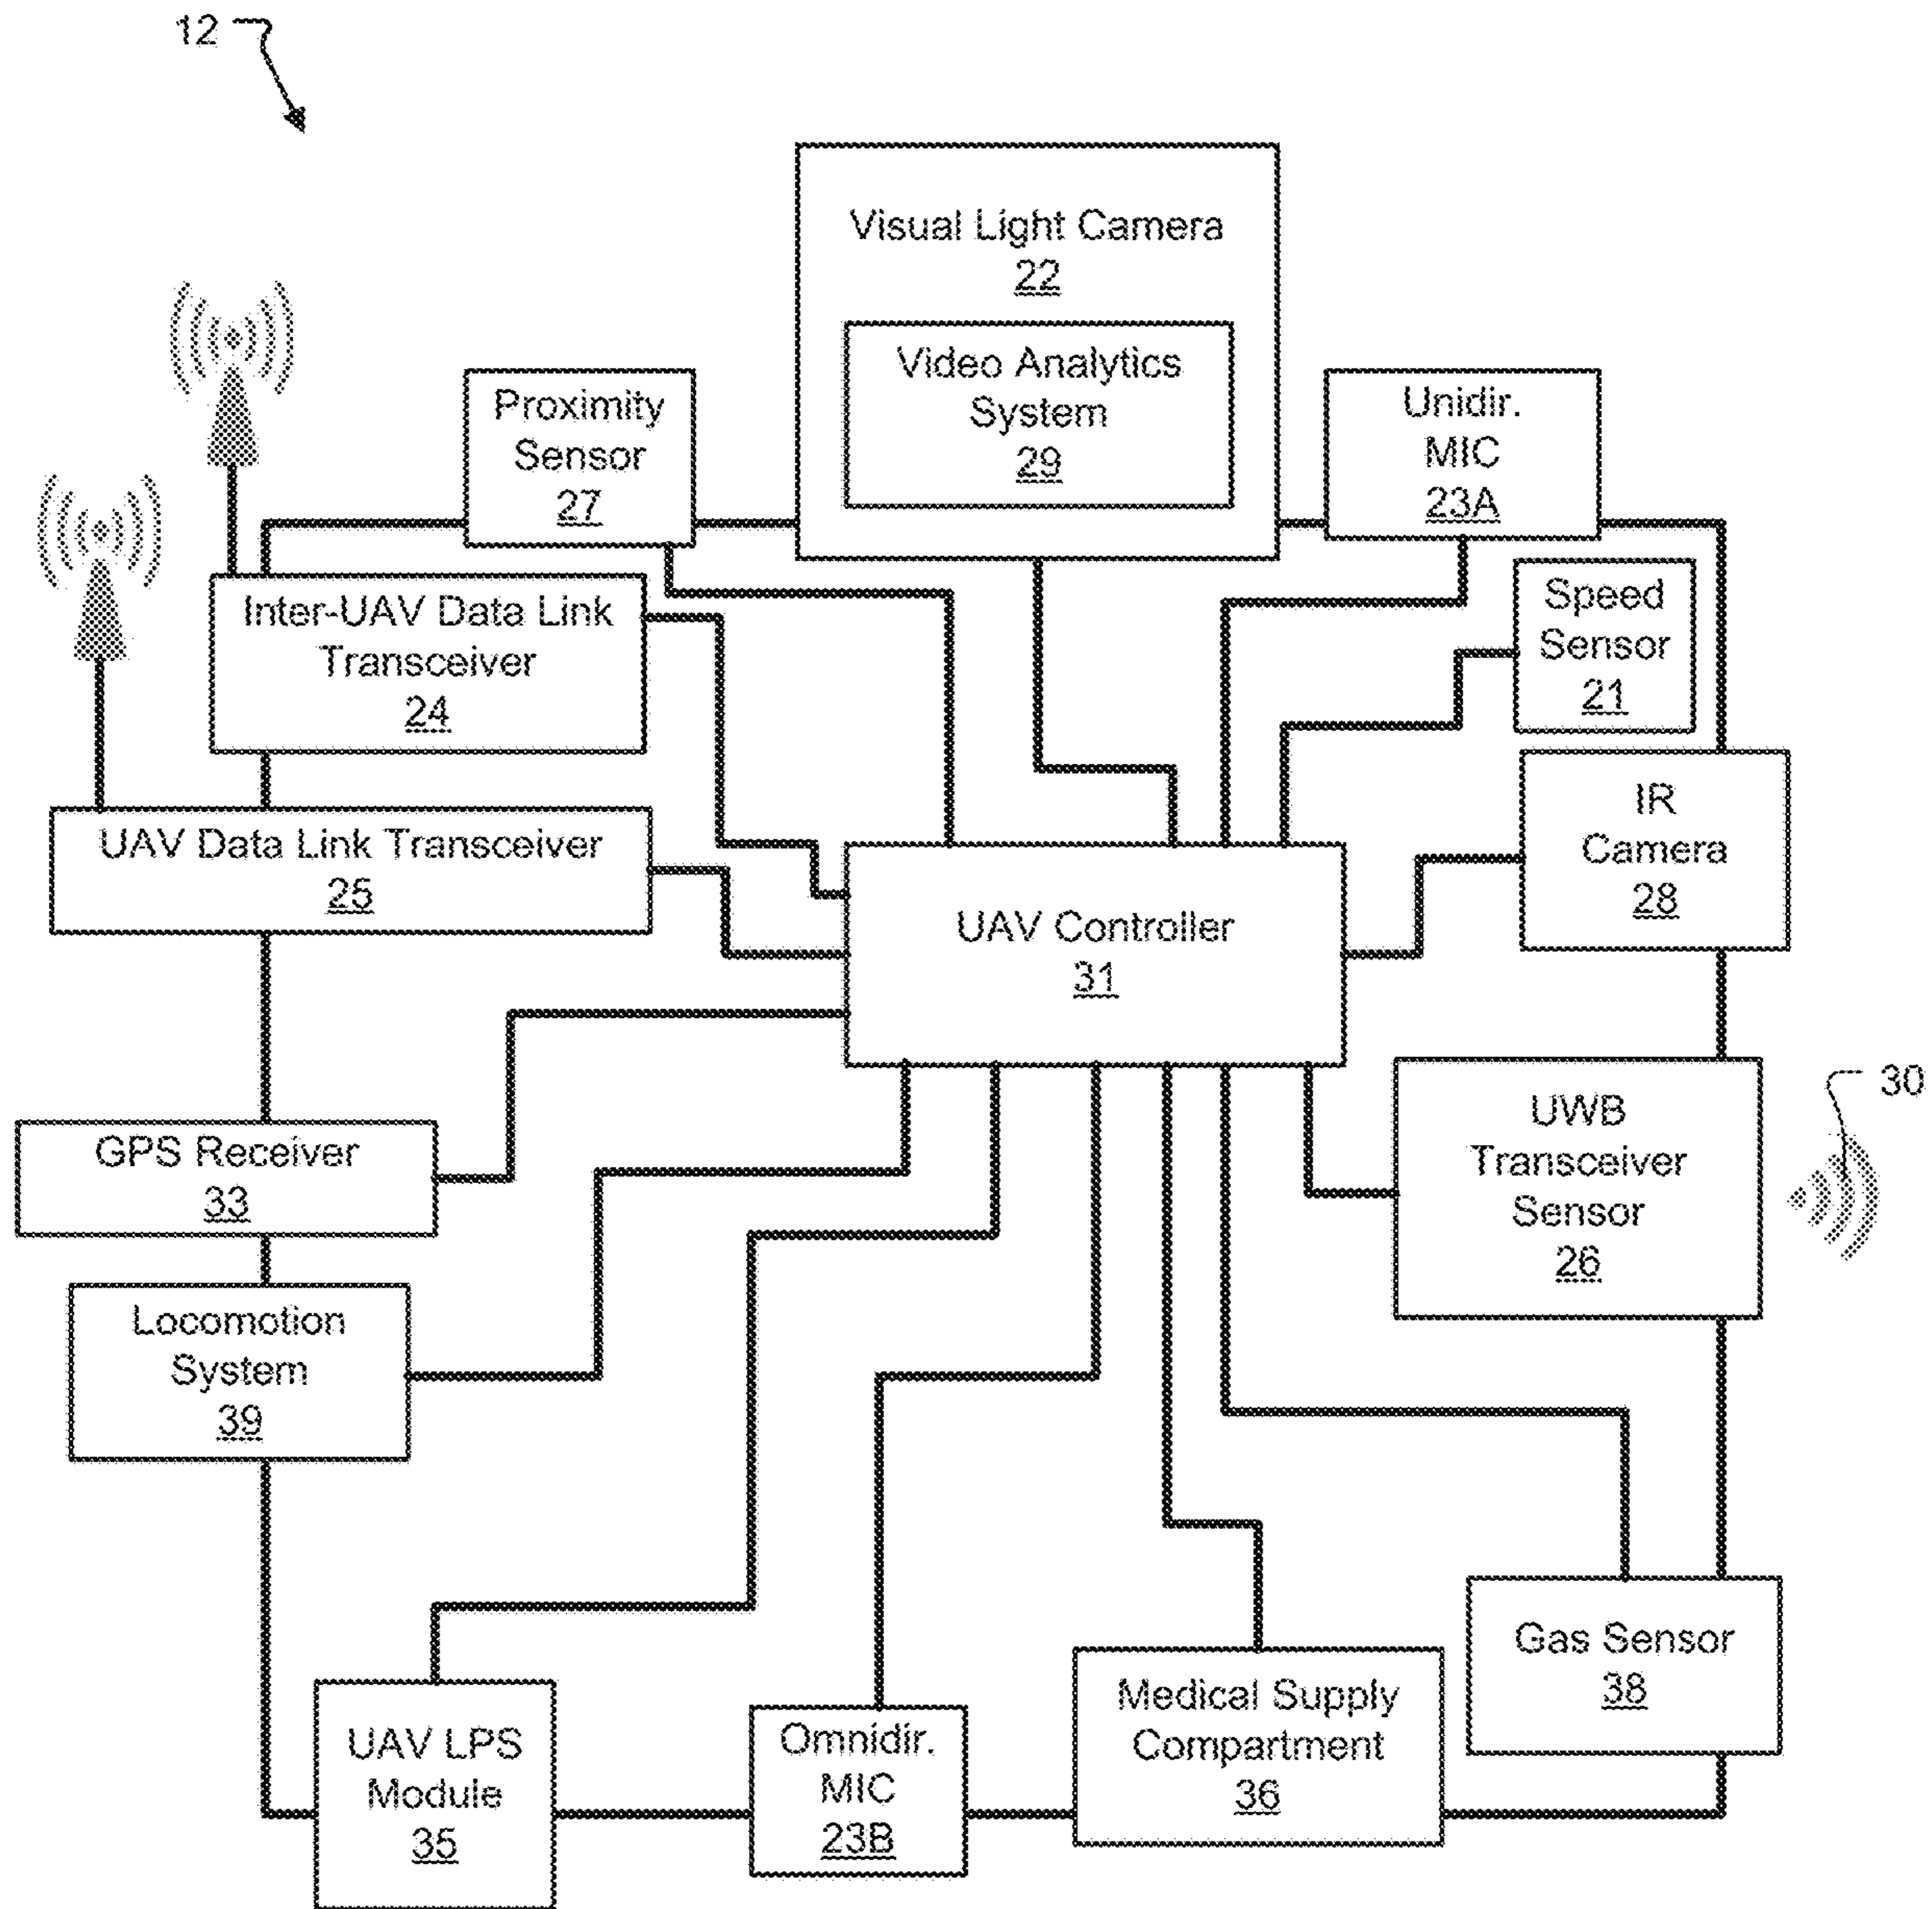 12
Visual Light Camera
22
Video Analytics
System
29
Proximity
Sensor
27
Unidir.
MIC
23A
Speed
Sensor
21
Inter-UAV Data Link
Transceiver
24
UAV Data Link Transceiver
25
IR
Camera
28
UAV Controller
31
UWB
Transceiver
Sensor
26
30
GPS Receiver
33
Locomotion
System
39
Gas Sensor
38
UAV LPS
Module
35
Omnidir.
MIC
23B
Medical Supply
Compartment
36